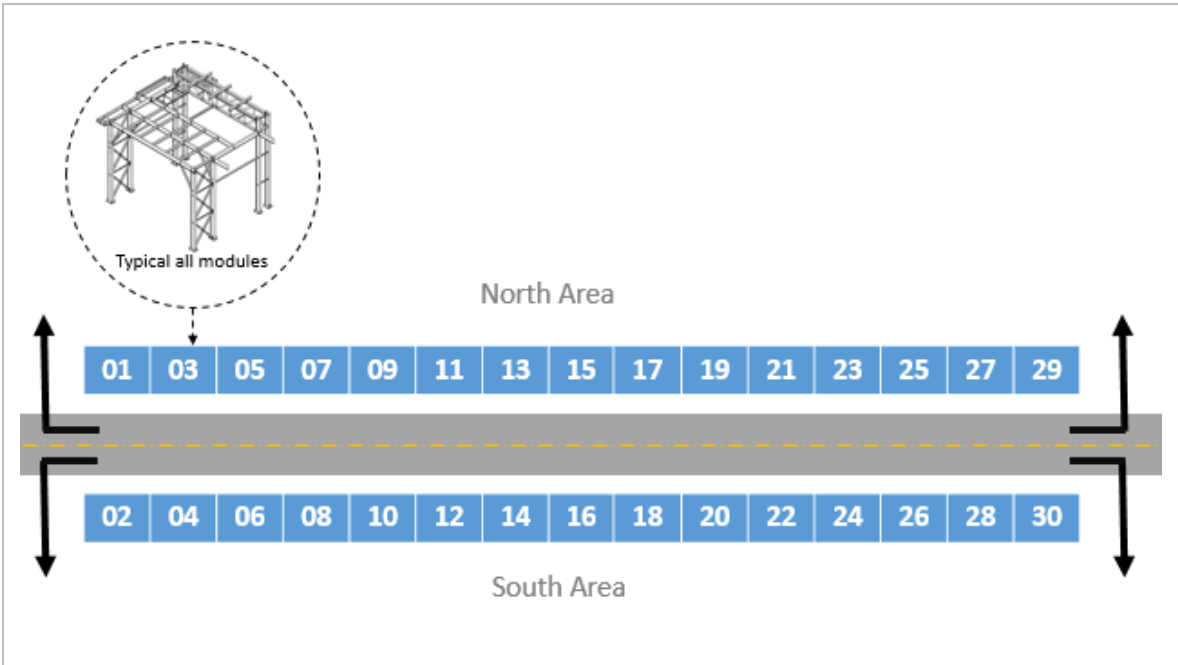 Typical all modules
North Area
01 03 05 07 09 11 13 15 17 19 21 23 25 27 29
02 04 06 08 10 12 14 16 18 20 22 24 26 28 30
South Area